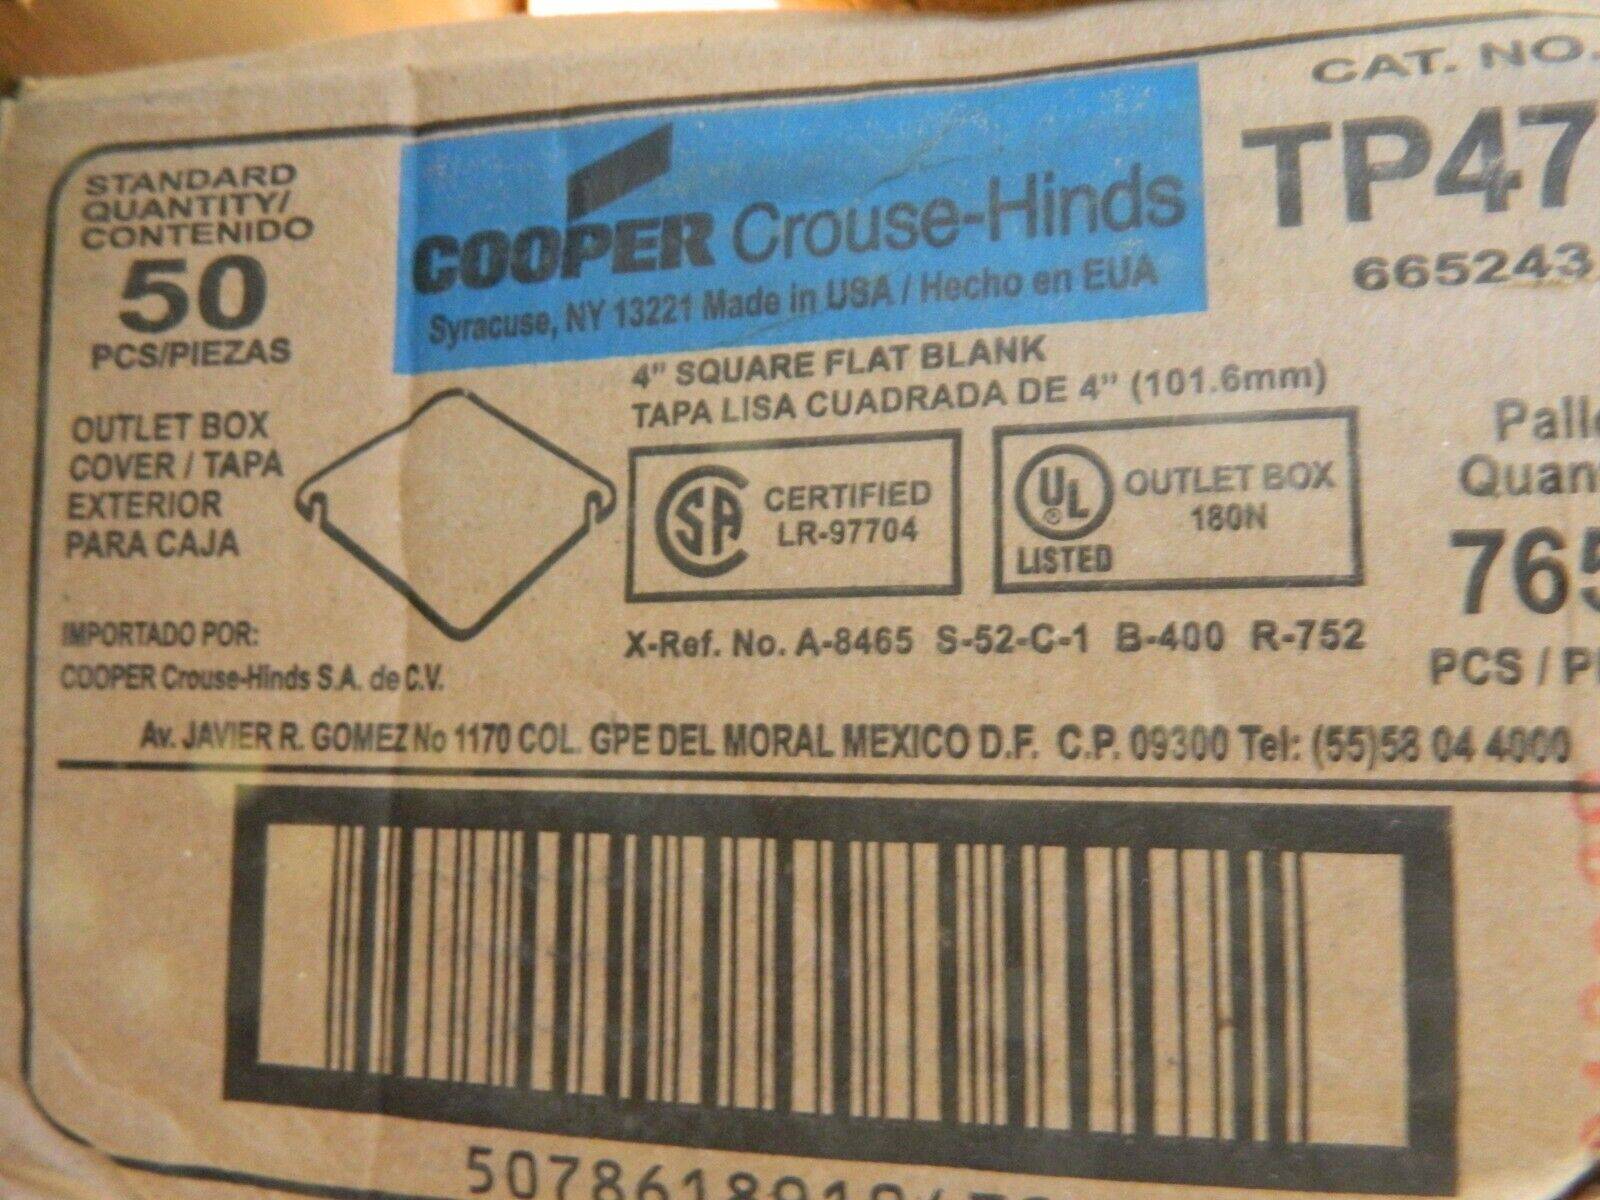 STANDARD
QUANTITY/
CONTENIDO
50
PCS/PIEZAS
COOPER Crouse-Hinds
Syracuse, NY 13221 Made in USA / Hecho en EUA
CAT. NO.
TP47
665243
4" SQUARE FLAT BLANK
TAPA LISA CUADRADA DE 4" (101.6mm)
OUTLET BOX
COVER / TAPA
EXTERIOR
PARA CAJA
CSA CERTIFIED
LR-97704
UL
® LISTED
OUTLET BOX
180N
Quan
765
PCS / P
X-Ref. No. A-8465 S-52-C-1 B-400 R-752
IMPORTADO POR:
COOPER Crouse-Hinds S.A. de C.V.
Av. JAVIER R. GOMEZ No 1170 COL. GPE DEL MORAL MEXICO D.F. C.P. 09300 Tel: (55)58 04 4000